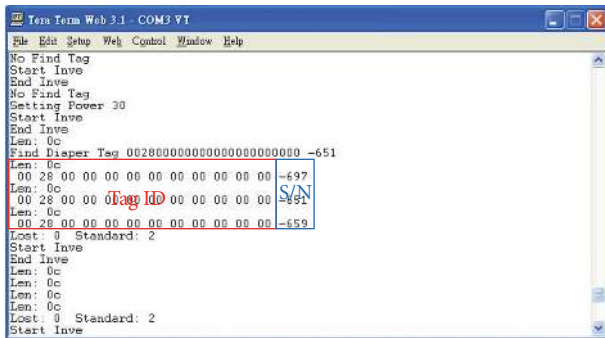 Tera Term Web 3.1 - COM3 VT
File Edit Setup Web Control Window Help
No Find Tag
Start Inve
End Inve
No Find Tag
Setting Power 30
Start Inve
End Inve
Len: 0c
Find Diaper Tag 002800000000000000000000 -651
Len: 0c
00 28 00 00 00 00 00 00 00 00 00 00 -697
Len: 0c
Tag ID S/N
00 28 00 00 00 00 00 00 00 00 00 00 -651
Len: 0c
00 28 00 00 00 00 00 00 00 00 00 00 -659
Lost: 0 Standard: 2
Start Inve
End Inve
Len: 0c
Len: 0c
Len: 0c
Len: 0c
Lost: 0 Standard: 2
Start Inve